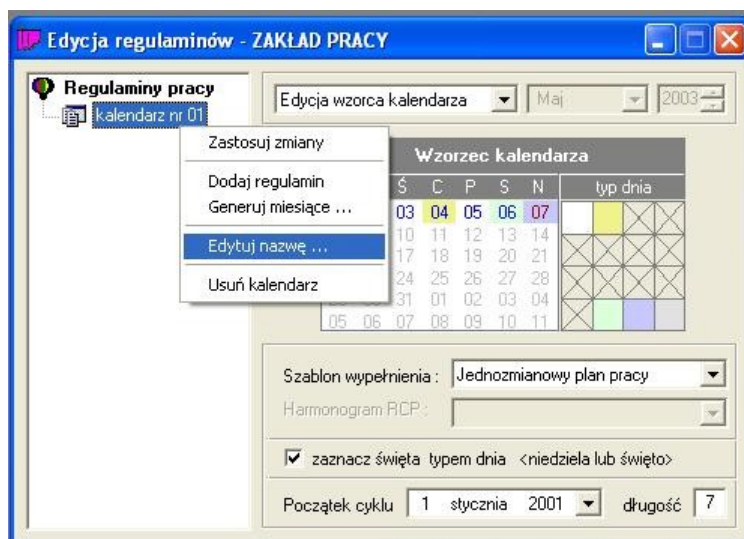 Edycja regulaminów - ZAKŁAD PRACY
Regulaminy pracy
kalendarz nr 01
Edycja wzorca kalendarza
Maj
2003
Zastosuj zmiany
Dodaj regulamin
Generuj miesiące ...
Edytuj nazwę ...
Usuń kalendarz
Wzorzec kalendarza
Ś C P S N typ dnia
03 04 05 06 07
10 11 12 13 14
17 18 19 20 21
24 25 26 27 28
31 01 02 03 04
05 06 07 08 09 10 11
Szablon wypełnienia : Jednozmianowy plan pracy
Harmonogram RCP :
zaznacz święta typem dnia <niedziela lub święto>
Początek cyklu 1 stycznia 2001 długość 7